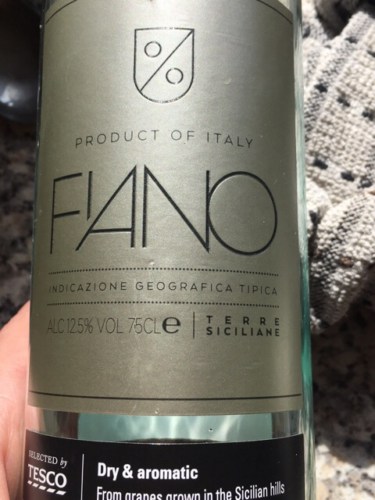 PRODUCT OF ITALY
FIANO
INDICAZIONE GEOGRAFICA TIPICA
ALC 12.5% VOL 75CL e
TERRE
SICILIANE
SELECTED by
TESCO
Dry & aromatic
From grapes grown in the Sicilian hills